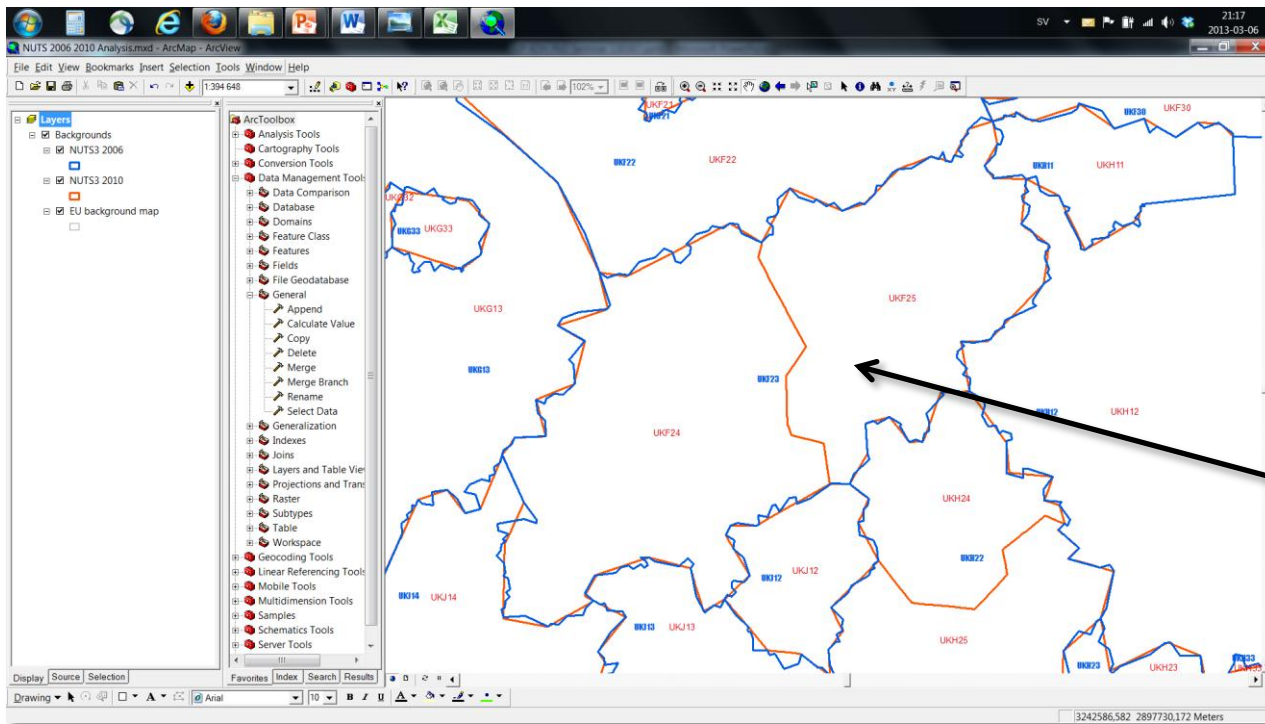 SV
21:17
2013-03-06
NUTS 2006 2010 Analysis.mxd - ArcMap - ArcView
File Edit View Bookmarks Insert Selection Tools Window Help
1:394 648
102%
Layers
Backgrounds
NUTS3 2006
NUTS3 2010
EU background map
Display Source Selection
ArcToolbox
Analysis Tools
Cartography Tools
Conversion Tools
Data Management Tools
Data Comparison
Database
Domains
Feature Class
Features
Fields
File Geodatabase
General
Append
Calculate Value
Copy
Delete
Merge
Merge Branch
Rename
Select Data
Generalization
Indexes
Joins
Layers and Table Vie
Projections and Trans
Raster
Subtypes
Table
Workspace
Geocoding Tools
Linear Referencing Tools
Mobile Tools
Multidimension Tools
Samples
Schematics Tools
Server Tools
Favorites Index Search Results
UKF21
UKF21
UKF30 UKF30
UKF22 UKF22
UKH11 UKH11
UKG32
UKG33 UKG33
UKF25
UKG13
UKG13
UKF23
UKH12 UKH12
UKF24
UKH24
UKH22
UKJ12 UKJ12
UKJ14 UKJ14
UKJ13 UKJ13
UKH25
UKH23 UKH23
Drawing A Arial 10 B I U A
3242586,582 2897730,172 Meters